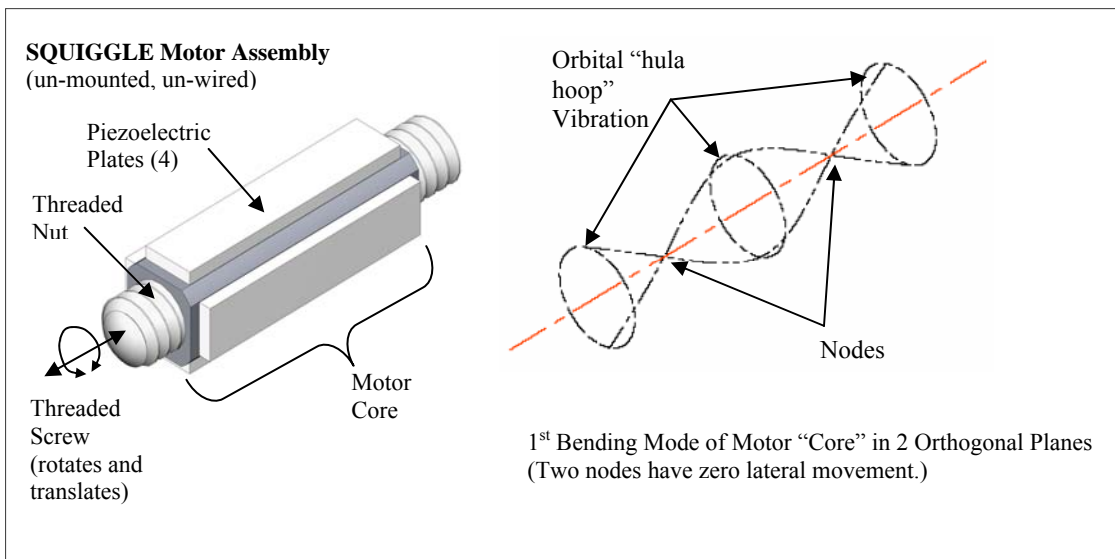 SQUIGGLE Motor Assembly
(un-mounted, un-wired)
Piezoelectric
Plates (4)
Threaded
Nut
Threaded
Screw
(rotates and
translates)
Motor
Core
Orbital “hula
hoop”
Vibration
Nodes
1st Bending Mode of Motor “Core” in 2 Orthogonal Planes
(Two nodes have zero lateral movement.)